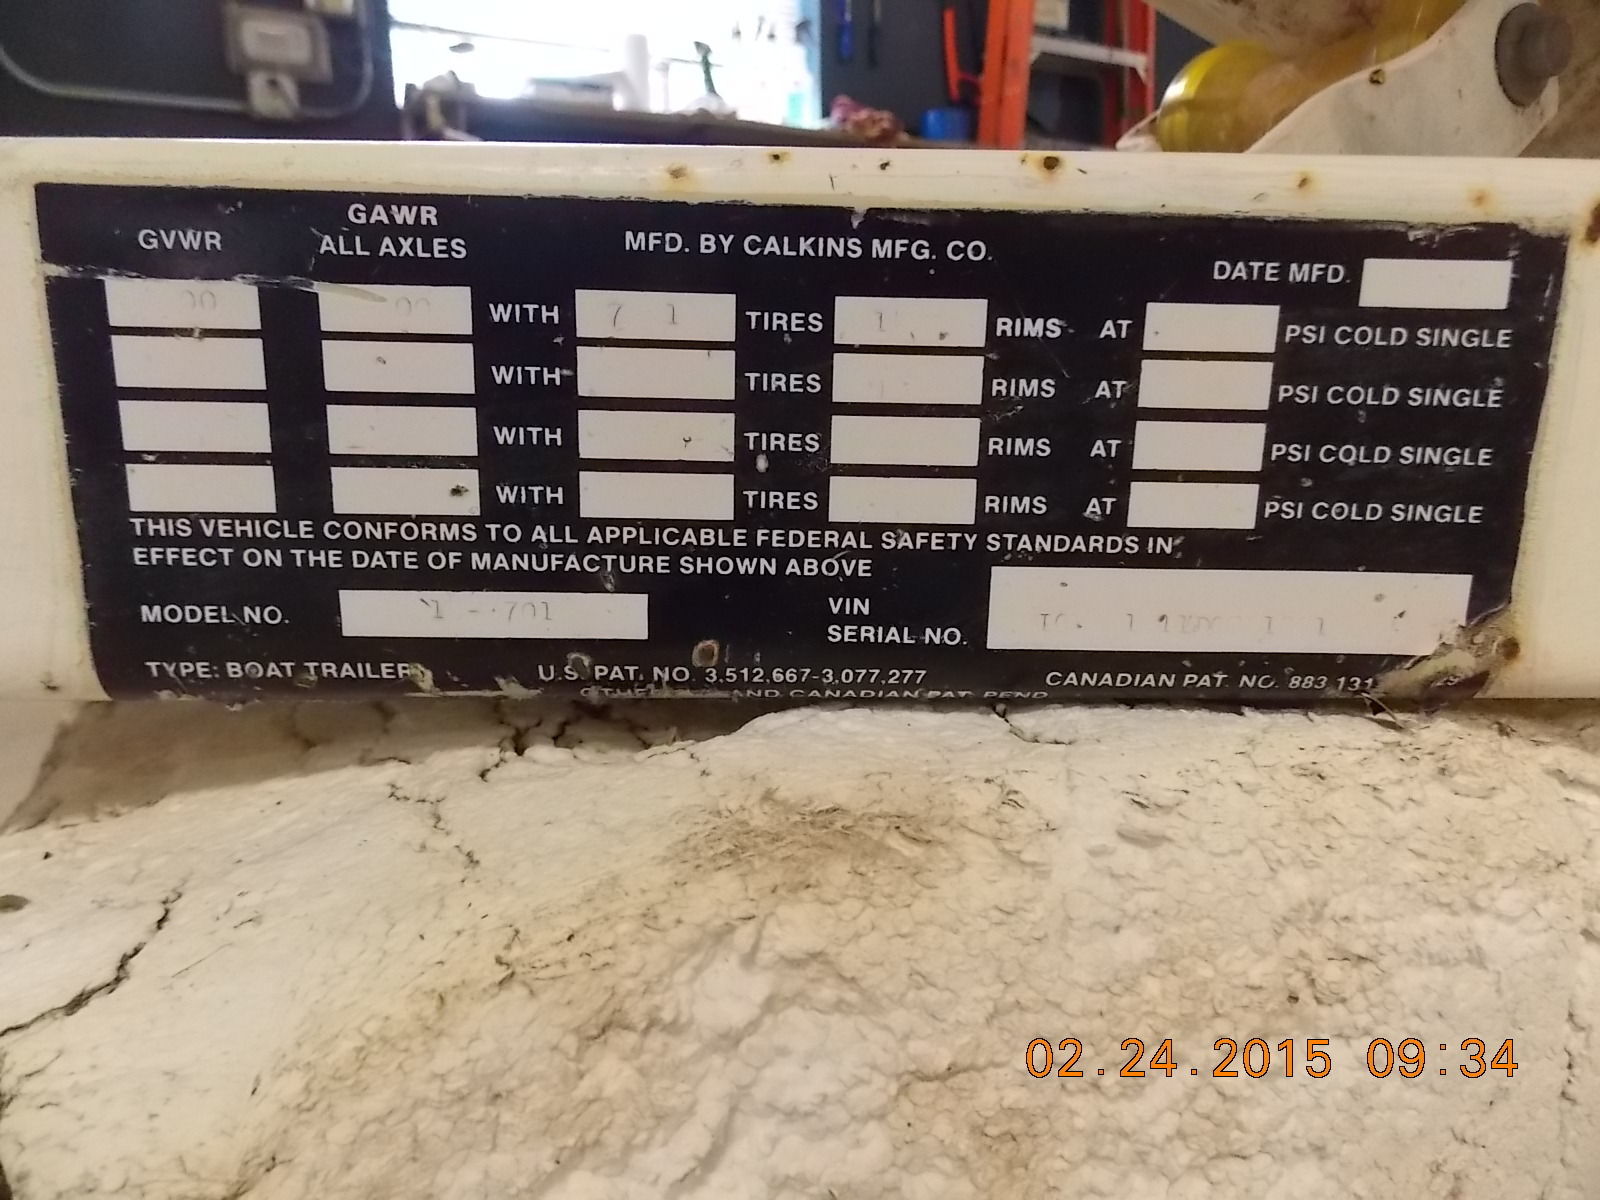 GVWR GAWR ALL AXLES MFD. BY CALKINS MFG. CO. DATE MFD.
WITH TIRES RIMS AT PSI COLD SINGLE
WITH TIRES RIMS AT PSI COLD SINGLE
WITH TIRES RIMS AT PSI COLD SINGLE
WITH TIRES RIMS AT PSI COLD SINGLE
THIS VEHICLE CONFORMS TO ALL APPLICABLE FEDERAL SAFETY STANDARDS IN
EFFECT ON THE DATE OF MANUFACTURE SHOWN ABOVE
MODEL NO. VIN SERIAL NO.
TYPE: BOAT TRAILER U.S. PAT. NO. 3,512,667-3,077,277 CANADIAN PAT. NO. 883,131
AND CANADIAN PAT. PEND
02.24.2015 09:34